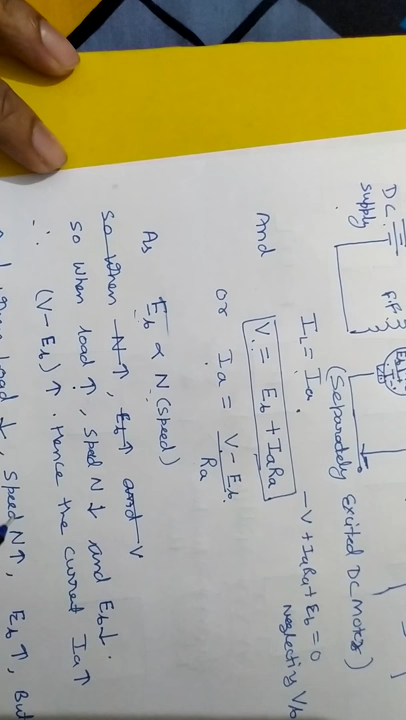 DC
supply
(Separately Excited DC Motor)
IL = Ia.
-V + IaRa + Eb = 0
neglecting Vb
And
V = Eb + IaRa
or Ia = V - Eb / Ra
As Eb ∝ N (speed)
So when N↑, Eb↑ and V
So when load ↑, Speed N ↓ and Eb↓.
∴ (V - Eb) ↑. Hence the current Ia ↑
load ↓, Speed N↑, Eb↑, But